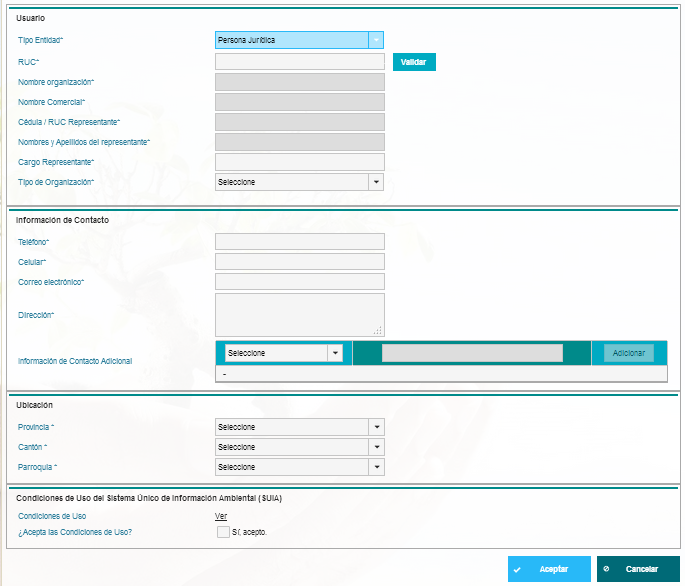 Usuario
Tipo Entidad* Persona Jurítica
RUC* Validar
Nombre organización*
Nombre Comercial*
Cédula / RUC Representante*
Nombres y Apellidos del representante*
Cargo Representante*
Tipo de Organización* Seleccione
Información de Contacto
Teléfono*
Celular*
Correo electrónico*
Dirección*
Información de Contacto Adicional Seleccione Adicionar
-
Ubicación
Provincia * Seleccione
Cantón * Seleccione
Parroquia * Seleccione
Condiciones de Uso del Sistema Único de Información Ambiental (SUIA)
Condiciones de Uso Ver
¿Acepta las Condiciones de Uso? Sí, acepto.
Aceptar Cancelar